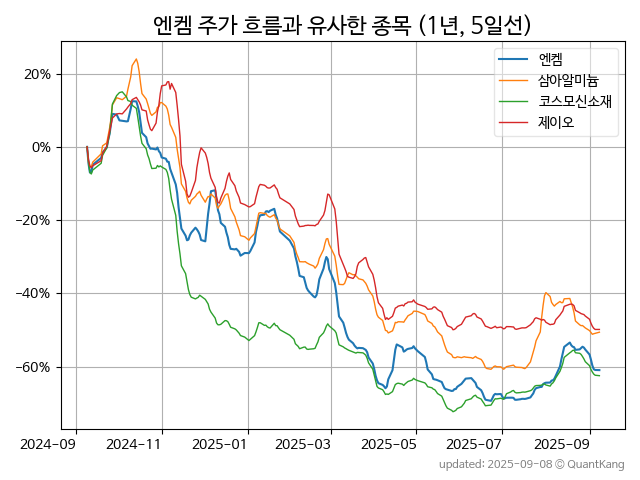 엔켐 주가 흐름과 유사한 종목 (1년, 5일선)
엔켐
삼아알미늄
코스모신소재
제이오
20%
0%
−20%
−40%
−60%
2024−09
2024−11
2025−01
2025−03
2025−05
2025−07
2025−09
updated: 2025-09-08 © QuantKang